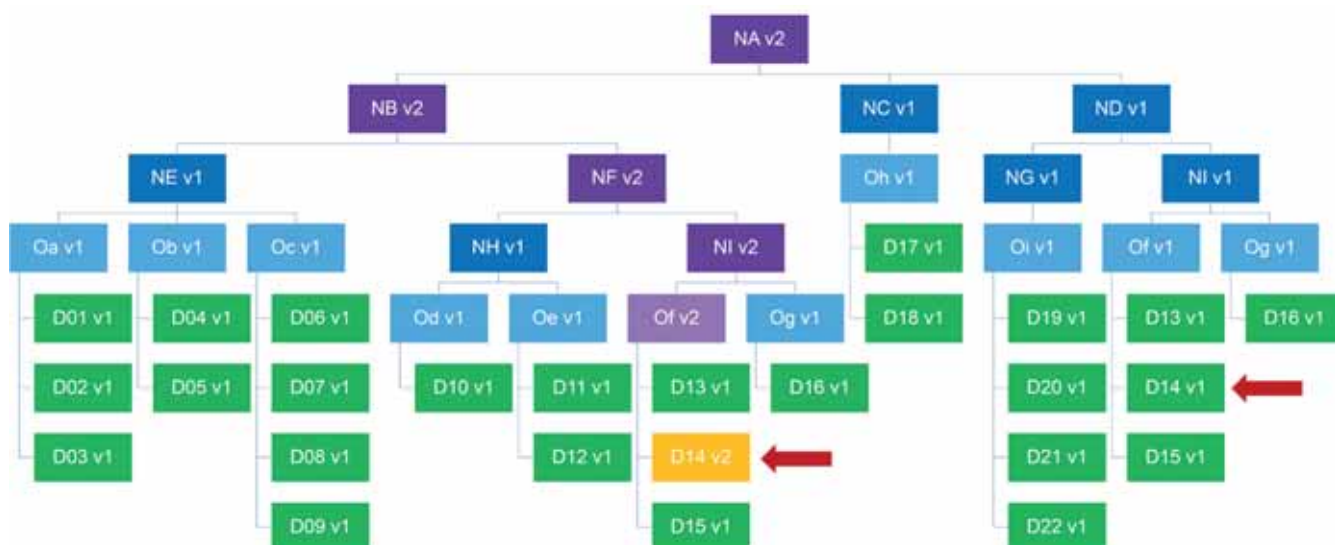 NA v2
NB v2 NC v1 ND v1
NE v1 NF v2 Oh v1 NG v1 NI v1
Oa v1 Ob v1 Oc v1 NH v1 NI v2 D17 v1 Oi v1 Of v1 Og v1
D01 v1 D04 v1 D06 v1 Od v1 Oe v1 Of v2 Og v1 D18 v1 D19 v1 D13 v1 D16 v1
D02 v1 D05 v1 D07 v1 D10 v1 D11 v1 D13 v1 D16 v1 D20 v1 D14 v1
D03 v1 D08 v1 D12 v1 D14 v2 D21 v1 D15 v1
D09 v1 D15 v1 D22 v1